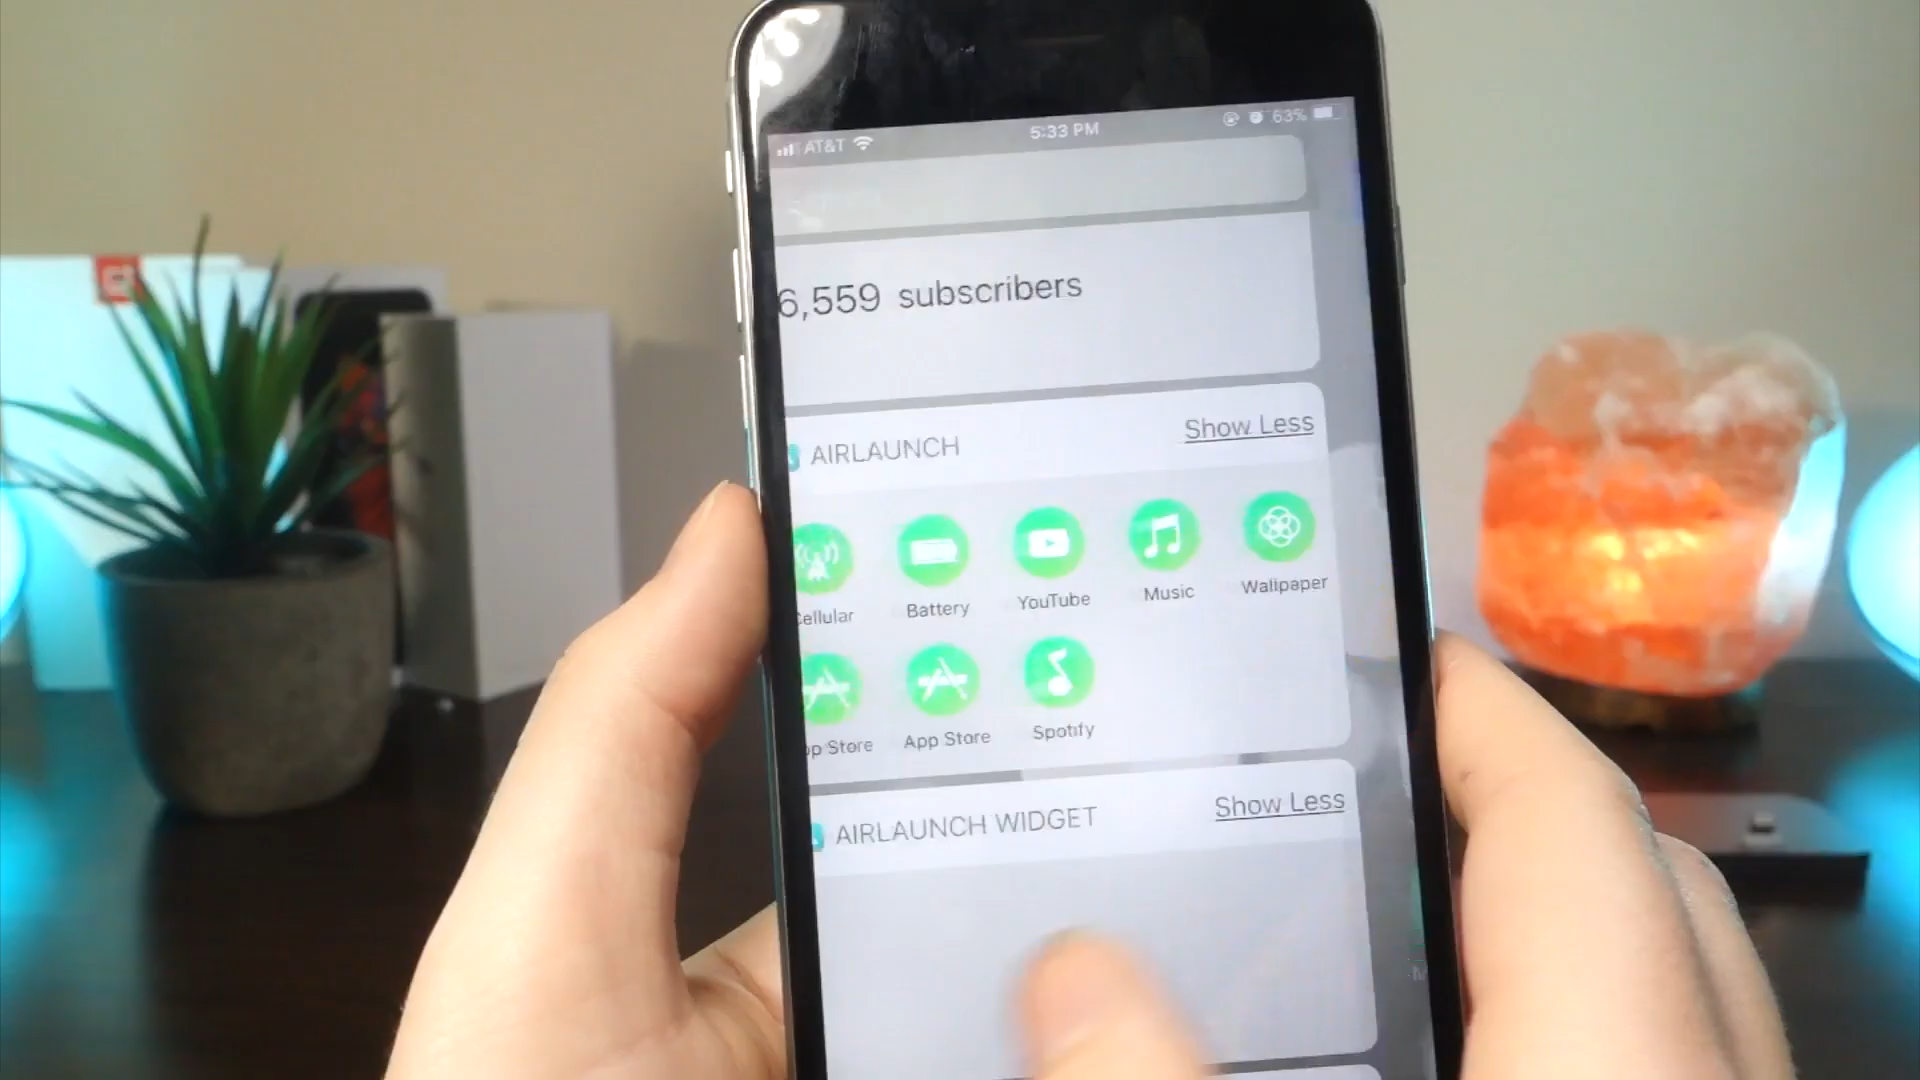 AT&T 5:33 PM 63%
6,559 subscribers
AIRLAUNCH Show Less
ellular Battery YouTube Music Wallpaper
pp Store App Store Spotify
AIRLAUNCH WIDGET Show Less